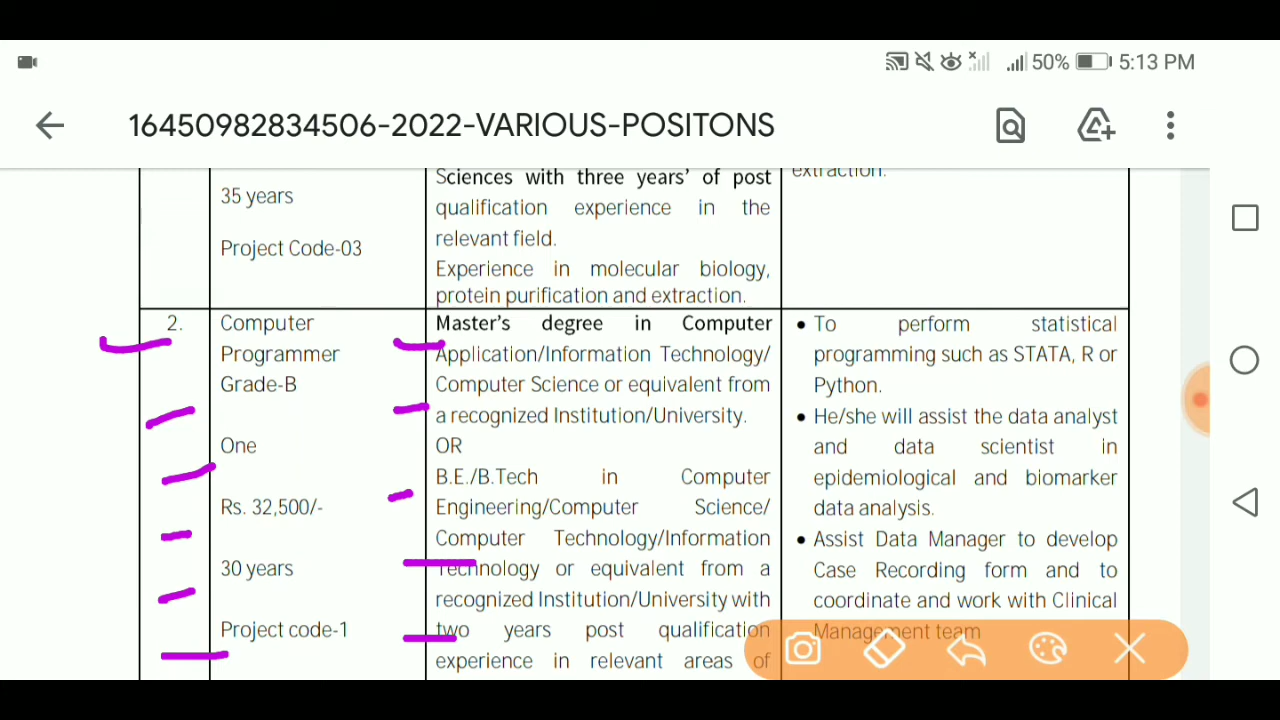 50% 5:13 PM
16450982834506-2022-VARIOUS-POSITONS
35 years
Project Code-03
Sciences with three years' of post
qualification experience in the
relevant field.
Experience in molecular biology,
protein purification and extraction.
extraction.
2.
Computer
Programmer
Grade-B
One
Rs. 32,500/-
30 years
Project code-1
Master's degree in Computer
Application/Information Technology/
Computer Science or equivalent from
a recognized Institution/University.
OR
B.E./B.Tech in Computer
Engineering/Computer Science/
Computer Technology/Information
Technology or equivalent from a
recognized Institution/University with
two years post qualification
experience in relevant areas of
• To perform statistical
programming such as STATA, R or
Python.
• He/she will assist the data analyst
and data scientist in
epidemiological and biomarker
data analysis.
• Assist Data Manager to develop
Case Recording form and to
coordinate and work with Clinical
Management team